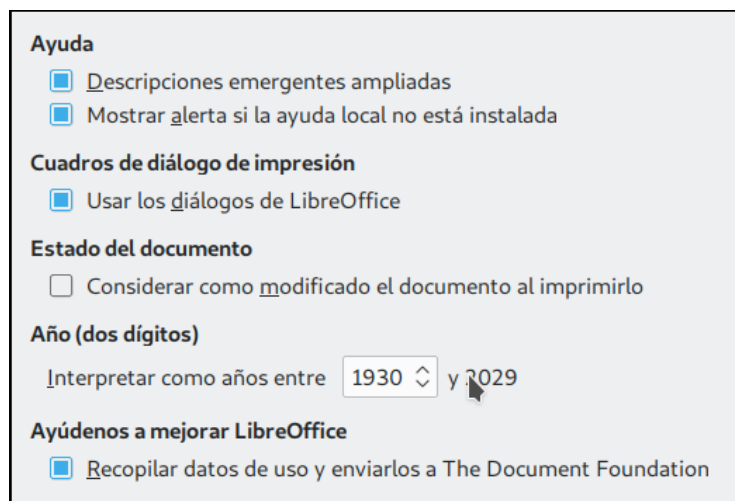 Ayuda
Descripciones emergentes ampliadas
Mostrar alerta si la ayuda local no está instalada
Cuadros de diálogo de impresión
Usar los diálogos de LibreOffice
Estado del documento
Considerar como modificado el documento al imprimirlo
Año (dos dígitos)
Interpretar como años entre 1930 y 2029
Ayúdenos a mejorar LibreOffice
Recopilar datos de uso y enviarlos a The Document Foundation